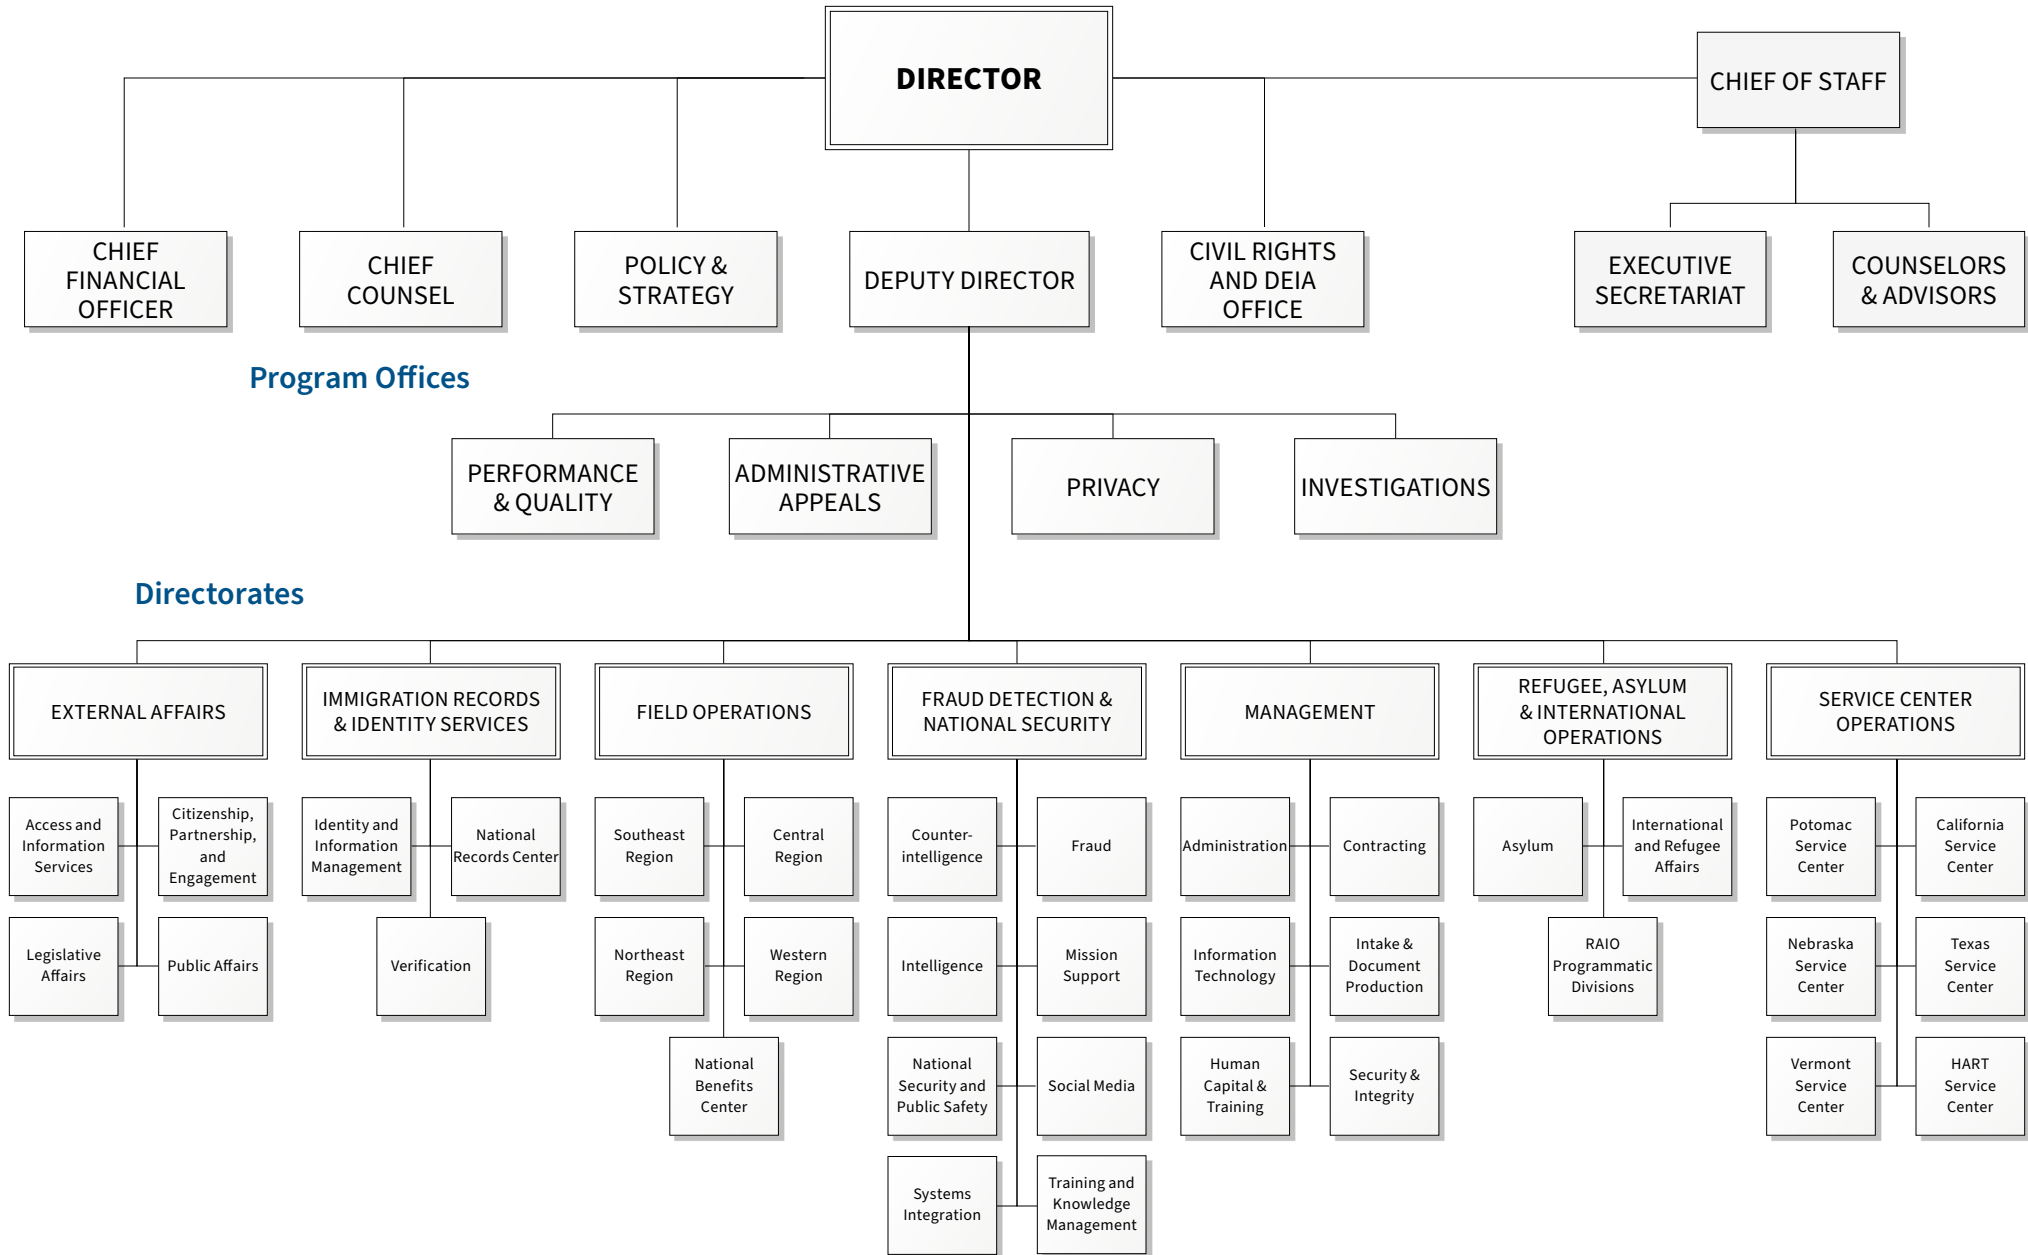 DIRECTOR
CHIEF OF STAFF
CHIEF
FINANCIAL
OFFICER
CHIEF
COUNSEL
POLICY &
STRATEGY
DEPUTY DIRECTOR
CIVIL RIGHTS
AND DEIA
OFFICE
EXECUTIVE
SECRETARIAT
COUNSELORS
& ADVISORS
Program Offices
PERFORMANCE
& QUALITY
ADMINISTRATIVE
APPEALS
PRIVACY
INVESTIGATIONS
Directorates
EXTERNAL AFFAIRS
IMMIGRATION RECORDS
& IDENTITY SERVICES
FIELD OPERATIONS
FRAUD DETECTION &
NATIONAL SECURITY
MANAGEMENT
REFUGEE, ASYLUM
& INTERNATIONAL
OPERATIONS
SERVICE CENTER
OPERATIONS
Access and
Information
Services
Citizenship,
Partnership,
and
Engagement
Identity and
Information
Management
National
Records Center
Southeast
Region
Central
Region
Counter-
intelligence
Fraud
Administration
Contracting
Asylum
International
and Refugee
Affairs
Potomac
Service
Center
California
Service
Center
Legislative
Affairs
Public Affairs
Verification
Northeast
Region
Western
Region
Intelligence
Mission
Support
Information
Technology
Intake &
Document
Production
RAIO
Programmatic
Divisions
Nebraska
Service
Center
Texas
Service
Center
National
Benefits
Center
National
Security and
Public Safety
Social Media
Human
Capital &
Training
Security &
Integrity
Vermont
Service
Center
HART
Service
Center
Systems
Integration
Training and
Knowledge
Management